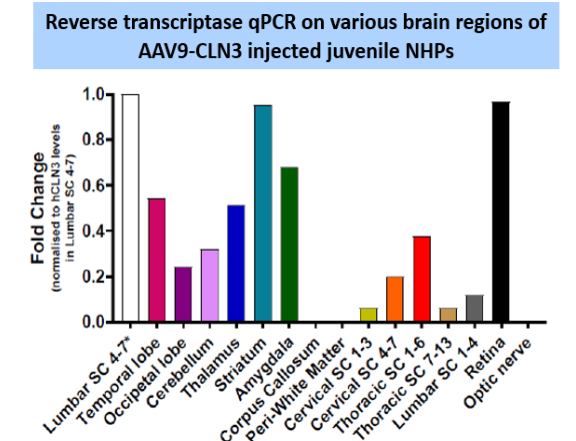 Reverse transcriptase qPCR on various brain regions of
AAV9-CLN3 injected juvenile NHPs
Fold Change
(normalised to hCLN3 levels
in Lumbar SC 4-7)
1.0
0.8
0.6
0.4
0.2
0.0
Lumbar SC 4-7*
Temporal lobe
Occipetal lobe
Cerebellum
Thalamus
Striatum
Amygdala
Corpus Callosum
Peri-White Matter
Cervical SC 1-3
Cervical SC 4-7
Thoracic SC 1-6
Thoracic SC 7-13
Lumbar SC 1-4
Retina
Optic nerve